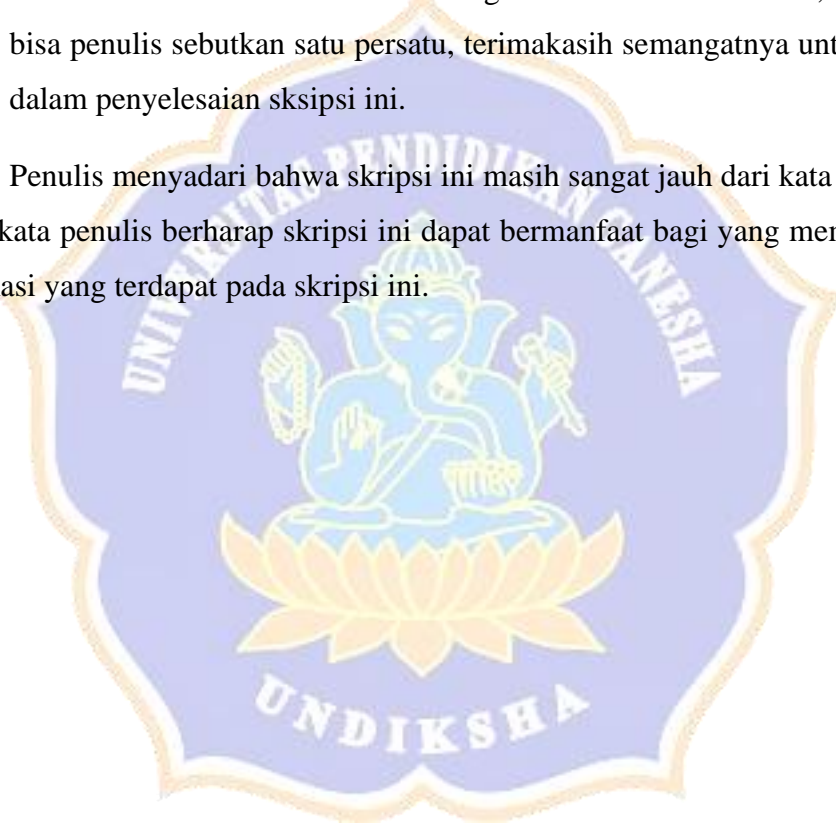 bisa penulis sebutkan satu persatu, terimakasih semangatnya unt
dalam penyelesaian sksipsi ini.
Penulis menyadari bahwa skripsi ini masih sangat jauh dari kata
kata penulis berharap skripsi ini dapat bermanfaat bagi yang mem
asi yang terdapat pada skripsi ini.
UNIVERSITAS PENDIDIKAN GANESHA
UNDIKSHA